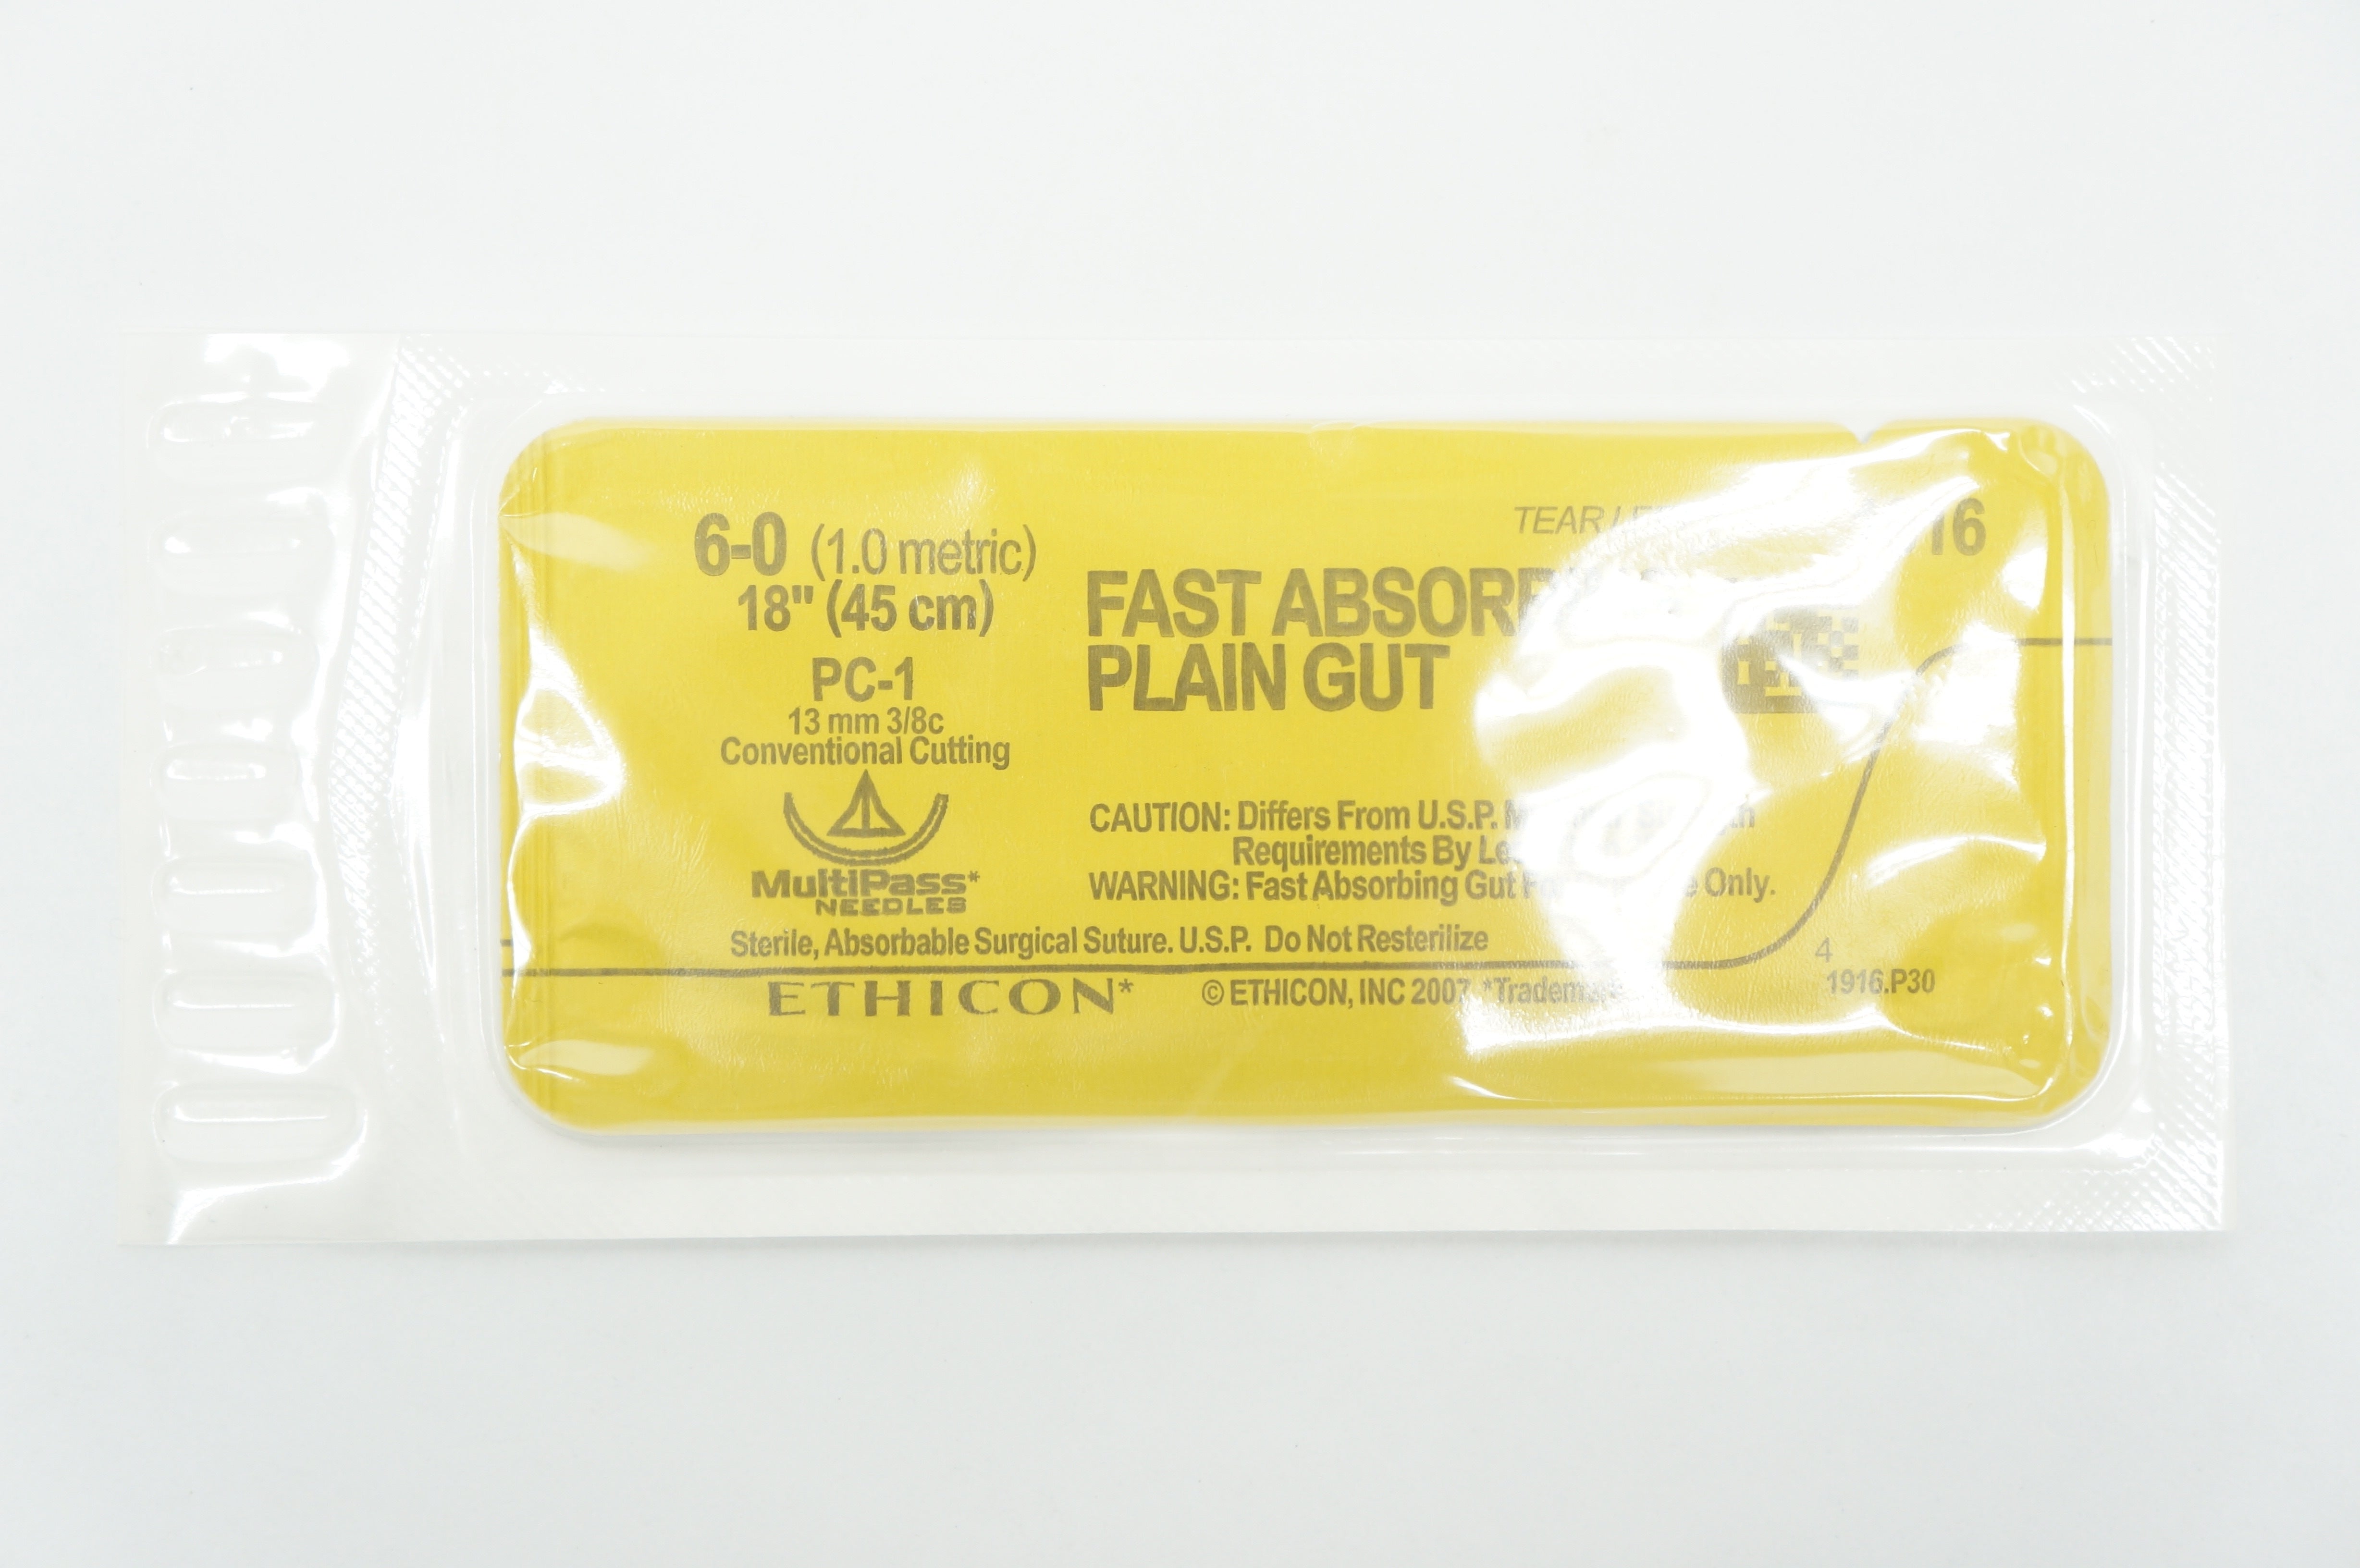 6-0 (1.0 metric)
18" (45 cm)
PC-1
13 mm 3/8c
Conventional Cutting
MultiPass*
NEEDLES
TEAR
16
FAST
PLAIN GUT
CAUTION: Differs From U.S.P.
Requirements By
WARNING: Fast Absorbing Gut Only.
Sterile, Absorbable Surgical Suture. U.S.P. Do Not Resterilize
ETHICON*
© ETHICON, INC 2007
4
1916.P30